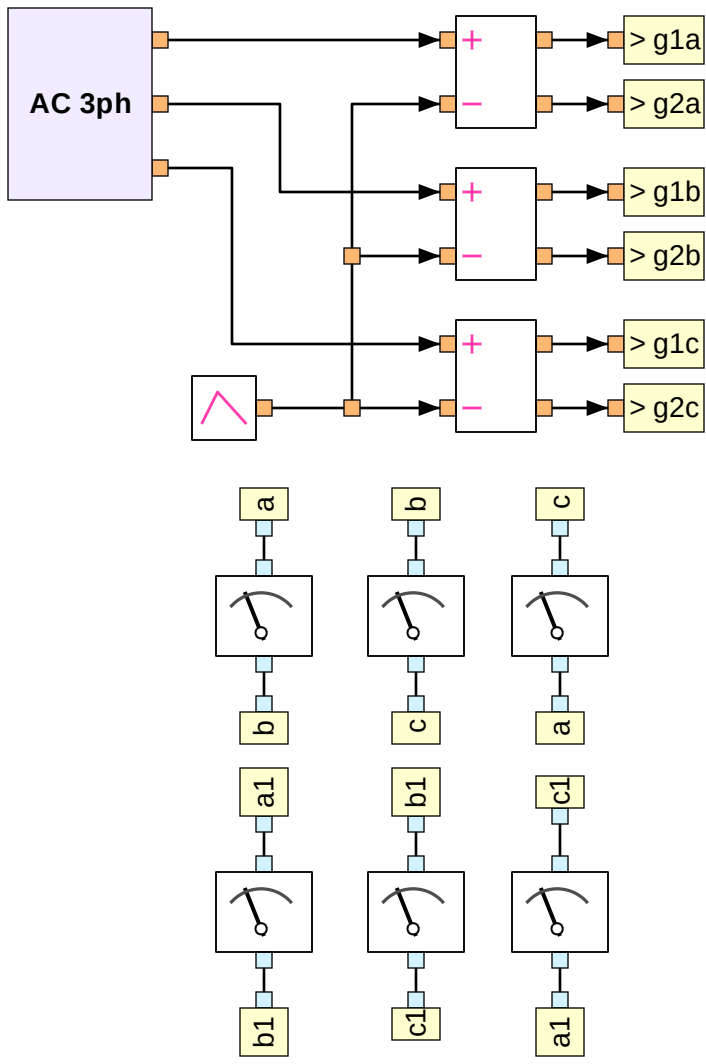 AC 3ph
+
> g1a
−
> g2a
+
> g1b
−
> g2b
+
> g1c
−
> g2c
a
b
c
b
c
a
a1
b1
c1
b1
c1
a1